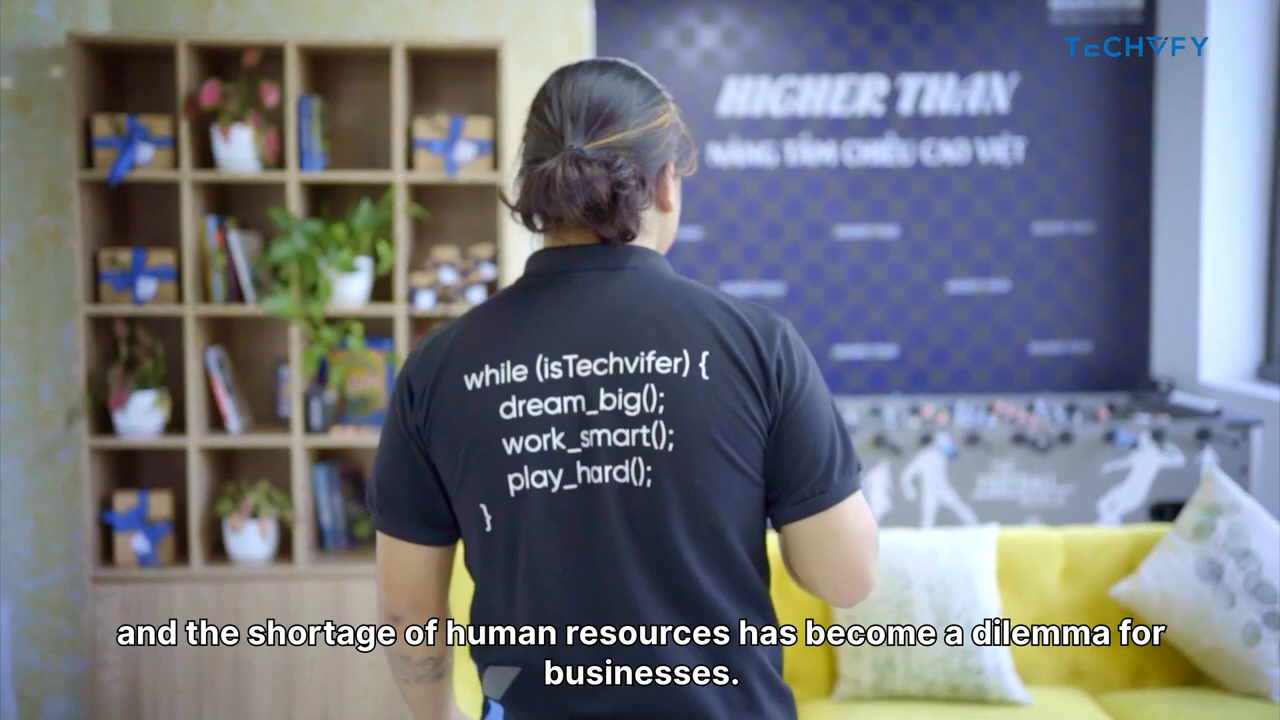 TECHVFY
HIGHER THAN
NÂNG TẦM CHIỀU CAO VIỆT
while (isTechvifer) {
dream_big();
work_smart();
play_hard();
}
and the shortage of human resources has become a dilemma for
businesses.